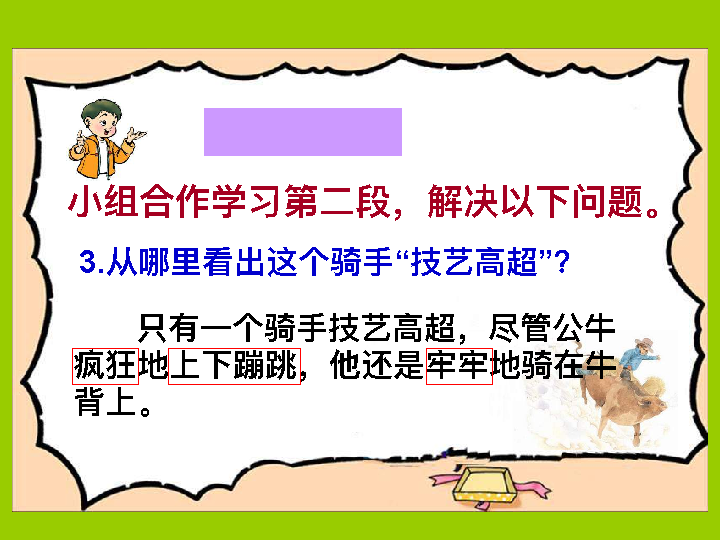 小组合作学习第二段，解决以下问题。
3.从哪里看出这个骑手“技艺高超”?
只有一个骑手技艺高超，尽管公牛
疯狂地上下蹦跳，他还是牢牢地骑在牛
背上。